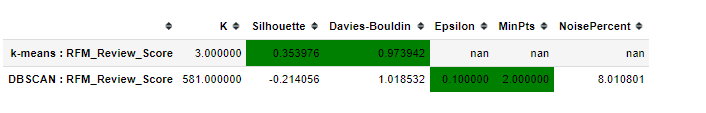 K Silhouette Davies-Bouldin Epsilon MinPts NoisePercent
k-means : RFM_Review_Score 3.000000 0.353976 0.973942 nan nan nan
DBSCAN : RFM_Review_Score 581.000000 -0.214056 1.018532 0.100000 2.000000 8.010801